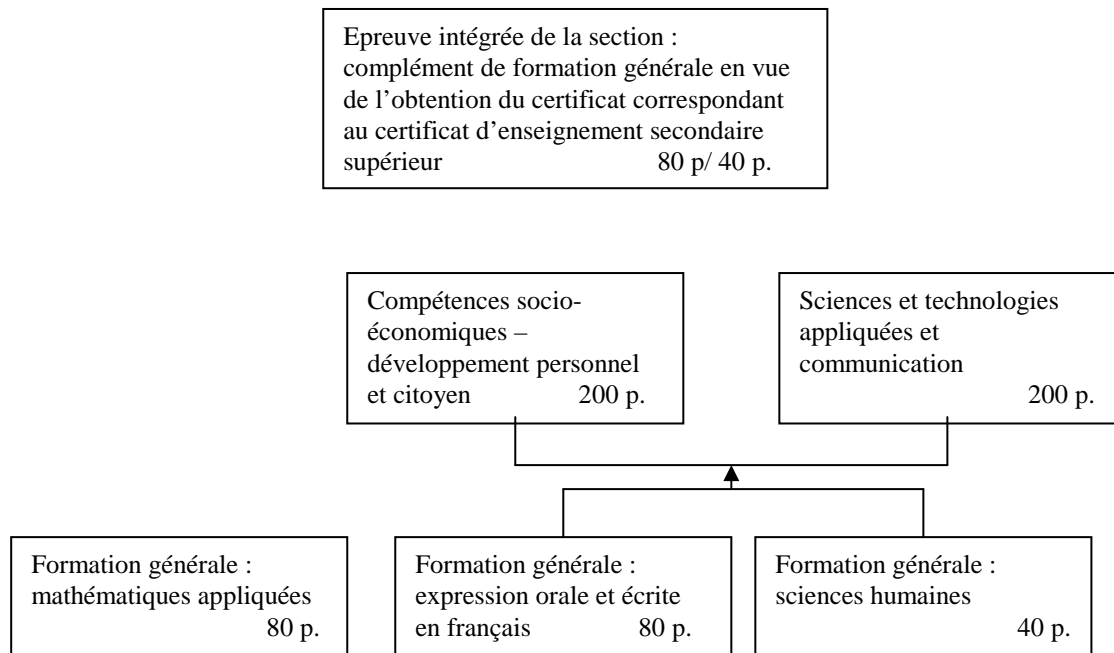 Epreuve intégrée de la section :
complément de formation générale en vue
de l’obtention du certificat correspondant
au certificat d’enseignement secondaire
supérieur 80 p/ 40 p.
Compétences socio-
économiques –
développement personnel
et citoyen 200 p.
Sciences et technologies
appliquées et
communication
200 p.
Formation générale :
mathématiques appliquées
80 p.
Formation générale :
expression orale et écrite
en français 80 p.
Formation générale :
sciences humaines
40 p.